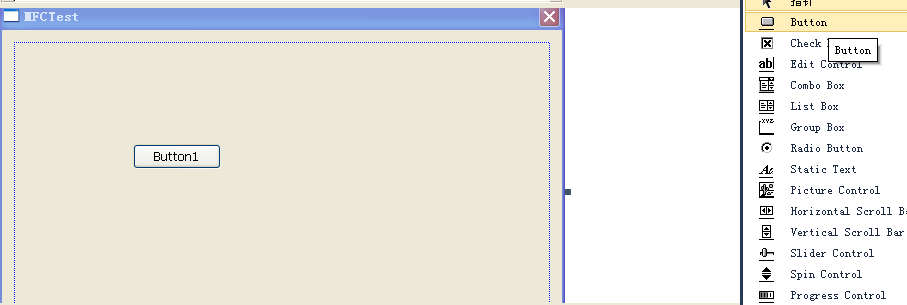 MFCTest
Button1
指针
Button
Check
Button
Edit Control
Combo Box
List Box
Group Box
Radio Button
Static Text
Picture Control
Horizontal Scroll Ba
Vertical Scroll Bar
Slider Control
Spin Control
Progress Control